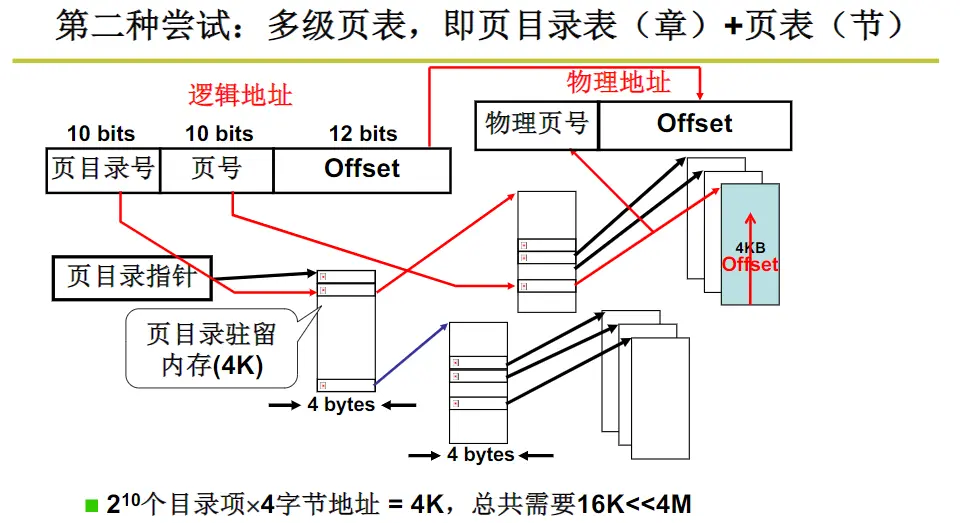 第二种尝试：多级页表，即页目录表（章）+页表（节）
逻辑地址
物理地址
10 bits 10 bits 12 bits
页目录号 页号 Offset
物理页号 Offset
页目录指针
4KB
Offset
页目录驻留
内存(4K)
4 bytes
4 bytes
2¹⁰个目录项×4字节地址 = 4K，总共需要16K<<4M